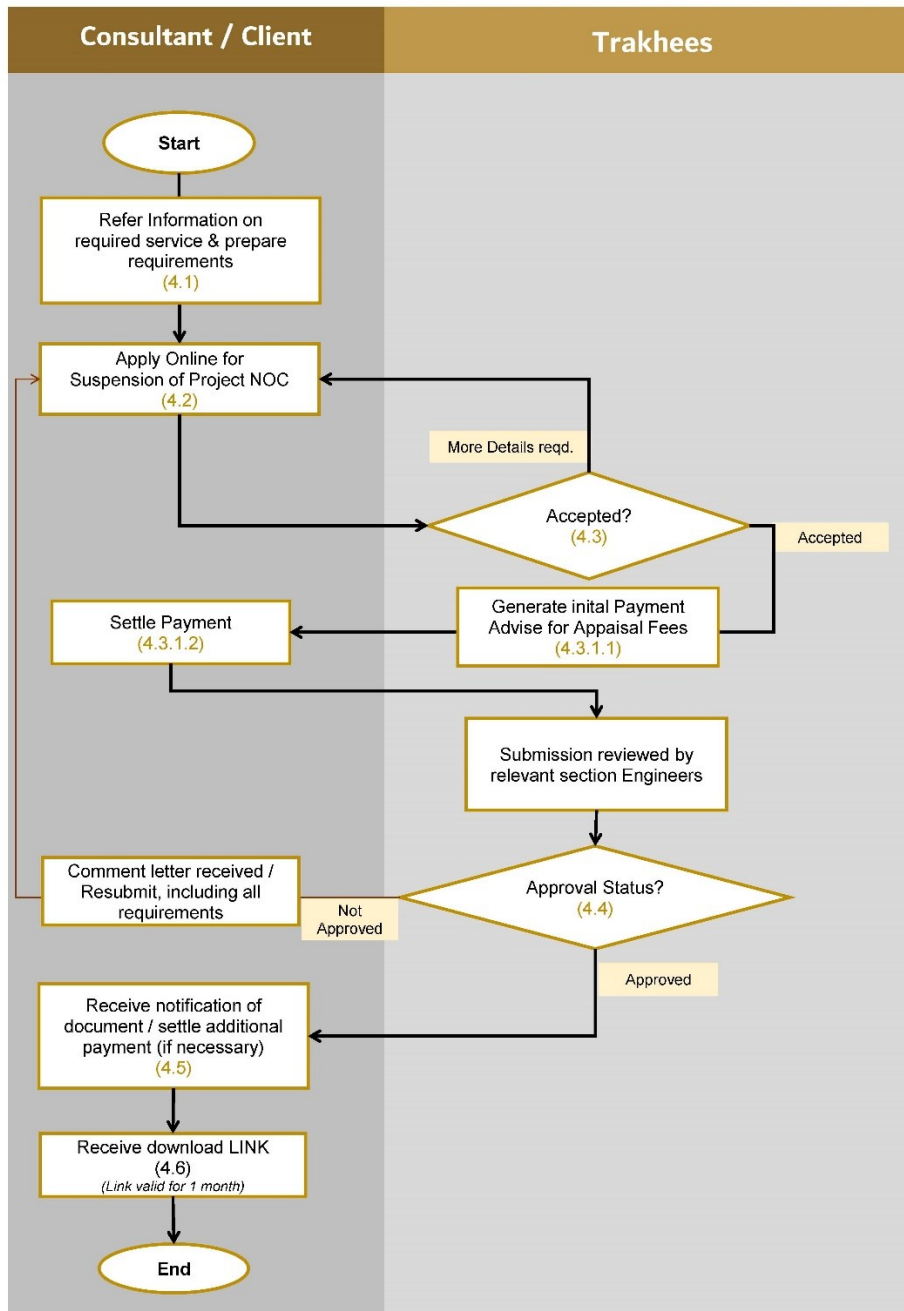 Consultant / Client
Trakhees
Start
Refer Information on
required service & prepare
requirements
(4.1)
Apply Online for
Suspension of Project NOC
(4.2)
More Details reqd.
Accepted?
(4.3)
Accepted
Generate inital Payment
Advise for Appaisal Fees
(4.3.1.1)
Settle Payment
(4.3.1.2)
Submission reviewed by
relevant section Engineers
Approval Status?
(4.4)
Not
Approved
Comment letter received /
Resubmit, including all
requirements
Approved
Receive notification of
document / settle additional
payment (if necessary)
(4.5)
Receive download LINK
(4.6)
(Link valid for 1 month)
End